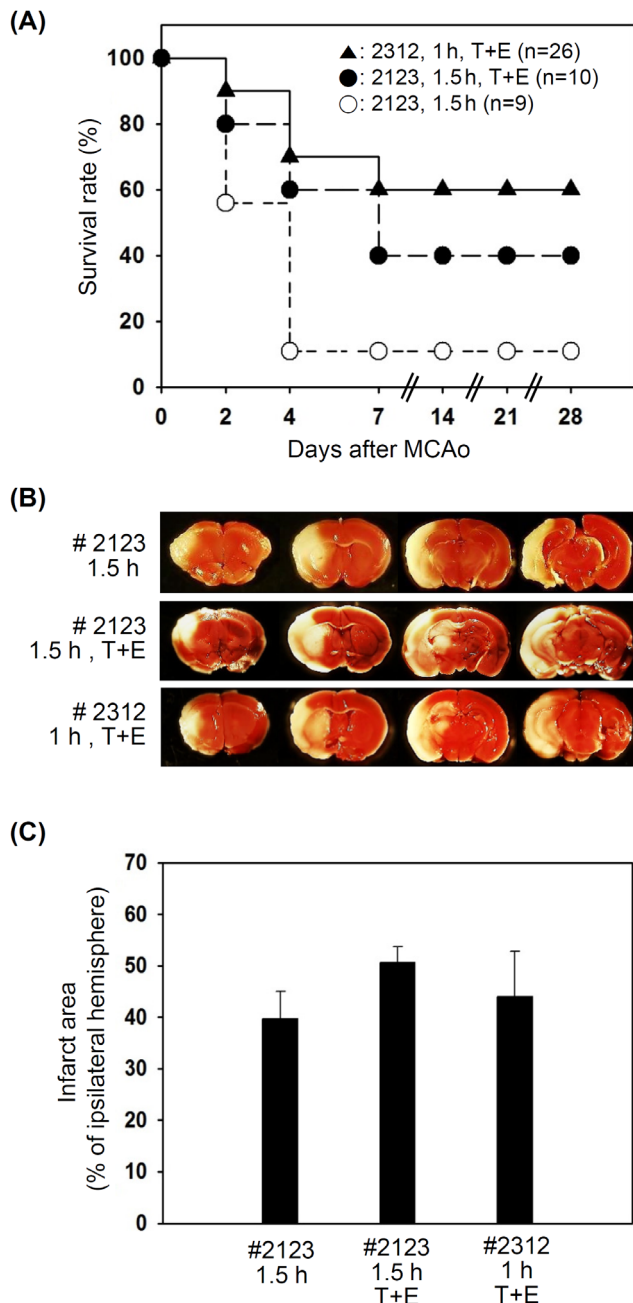 (A)
▲: 2312, 1 h, T+E (n=26)
●: 2123, 1.5h, T+E (n=10)
○: 2123, 1.5h (n=9)
Survival rate (%)
100
80
60
40
20
0
0 2 4 7 14 21 28
Days after MCAo
(B)
# 2123
1.5 h
# 2123
1.5 h , T+E
# 2312
1 h , T+E
(C)
Infarct area
(% of ipsilateral hemisphere)
70
60
50
40
30
20
10
0
#2123
1.5 h
#2123
1.5 h
T+E
#2312
1 h
T+E